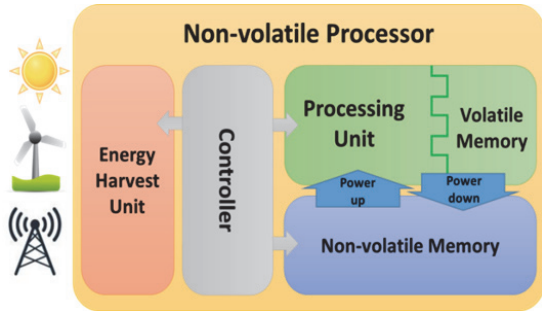 Non-volatile Processor
Energy
Harvest
Unit
Controller
Processing
Unit
Volatile
Memory
Power
up
Power
down
Non-volatile Memory